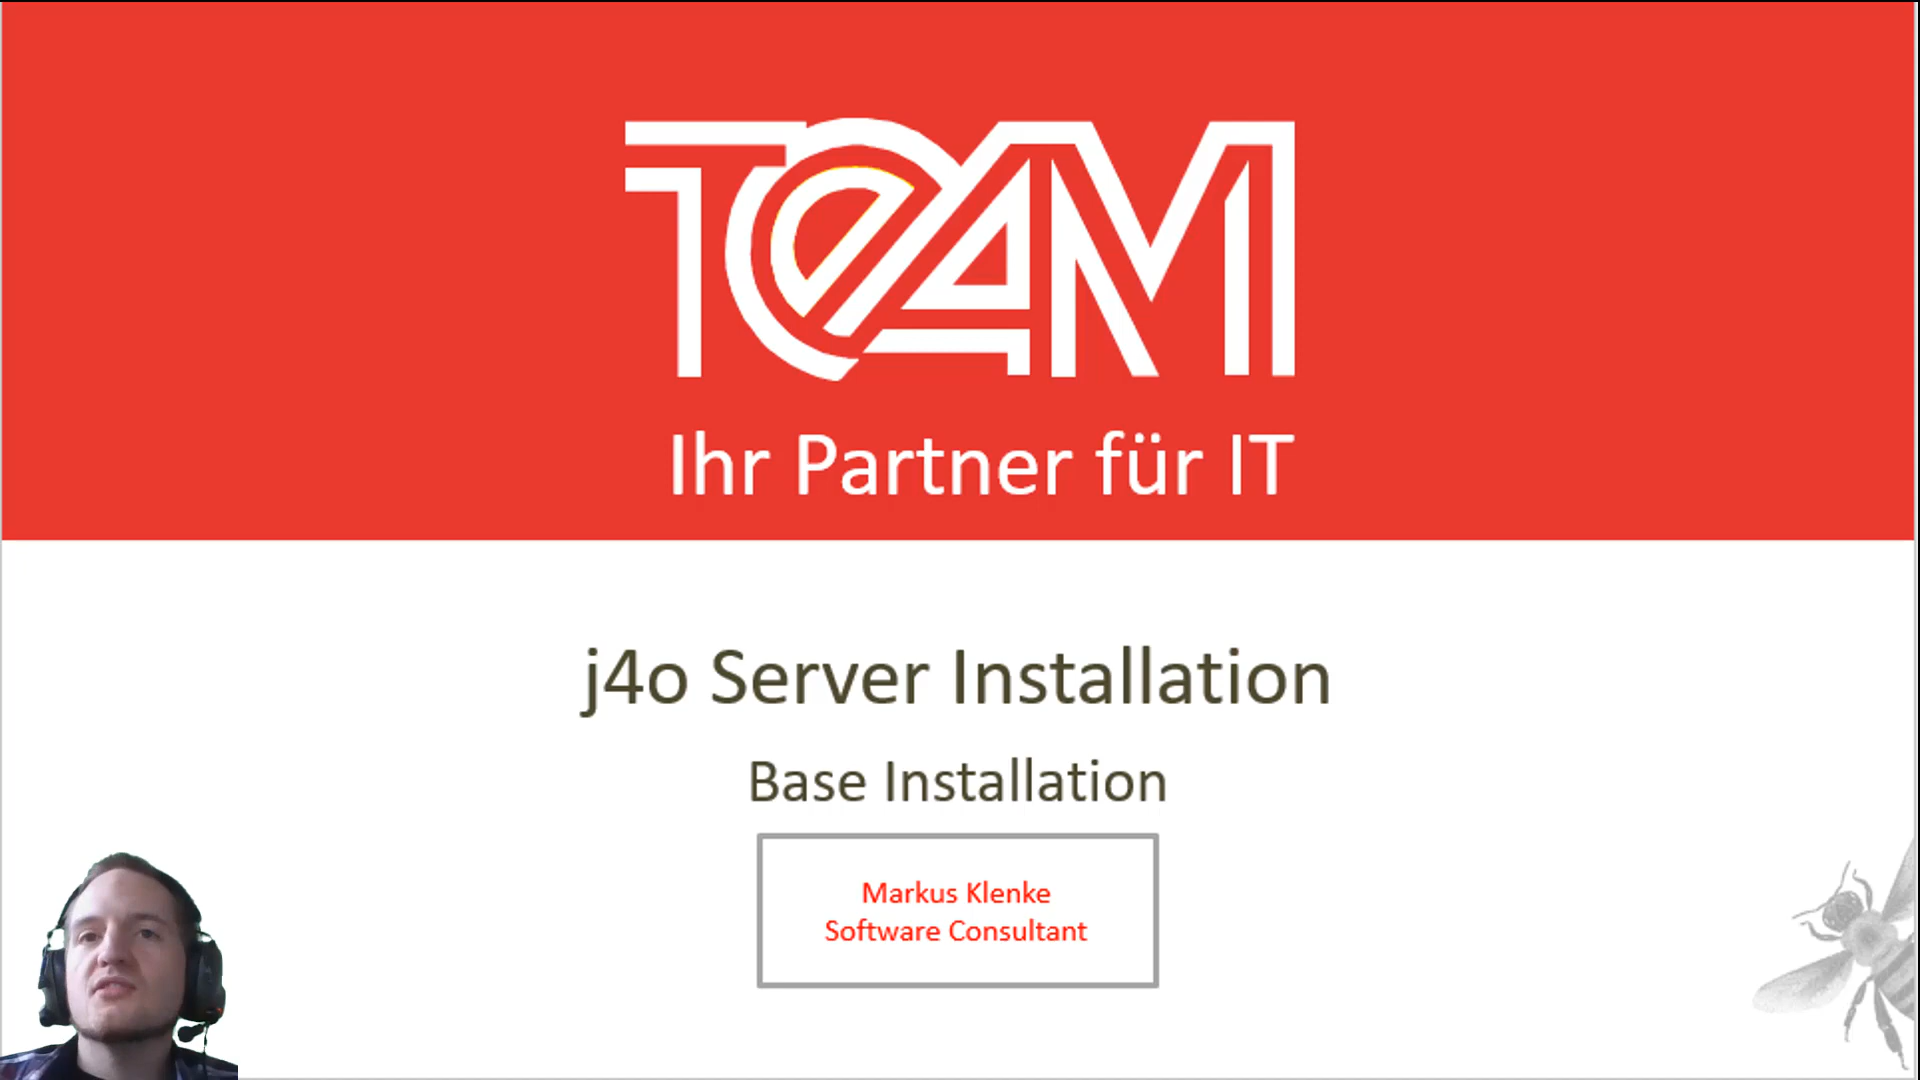 TeAM
Ihr Partner für IT
j4o Server Installation
Base Installation
Markus Klenke
Software Consultant